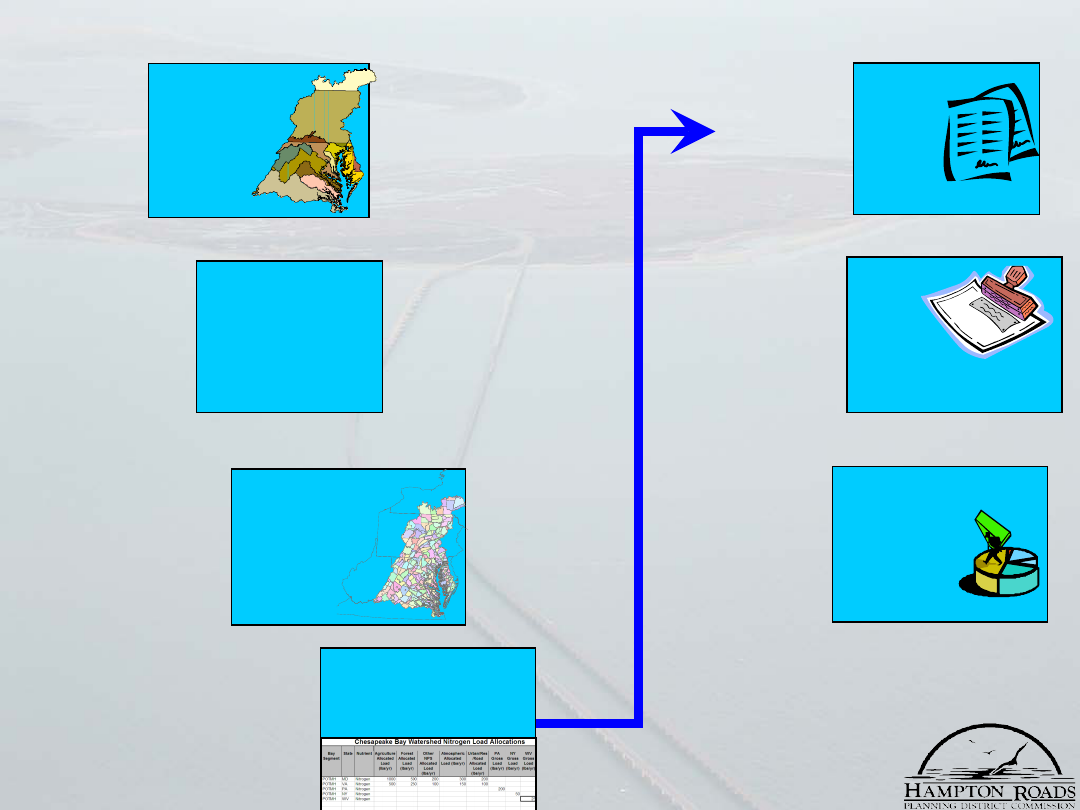 Chesapeake Bay Watershed Nitrogen Load Allocations
Bay Segment State Nutrient Agriculture Allocated Load (lbs/yr) Forest Allocated Load (lbs/yr) Other NPS Allocated Load (lbs/yr) Atmospheric Allocated Load (lbs/yr) Urban/Res /Road Allocated Load (lbs/yr) PA Gross Load (lbs/yr) NY Gross Load (lbs/yr) WV Gross Load (lbs/yr)
POTMH MD Nitrogen 1000 500 200 300 200
POTMH VA Nitrogen 500 250 100 150 100
POTMH PA Nitrogen 200
POTMH NY Nitrogen 50
POTMH WV Nitrogen
HAMPTON ROADS
PLANNING DISTRICT COMMISSION